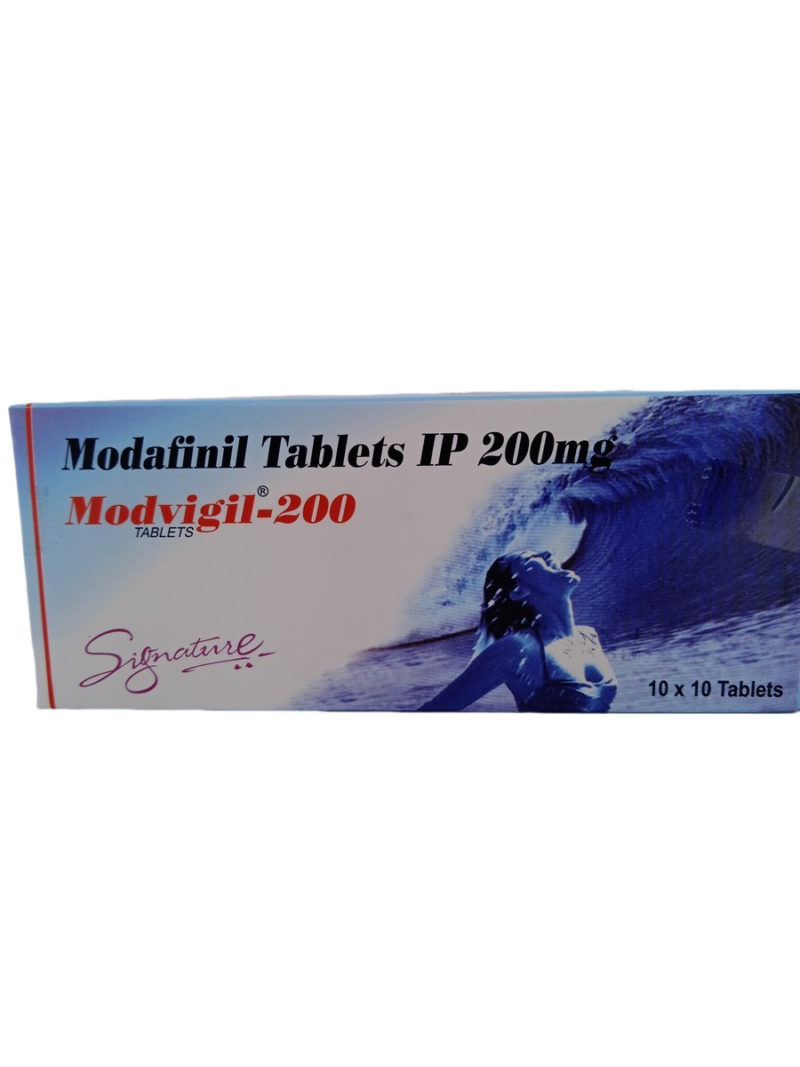 Modafinil Tablets IP 200mg
Modvigil®-200
TABLETS
Signature
10 x 10 Tablets